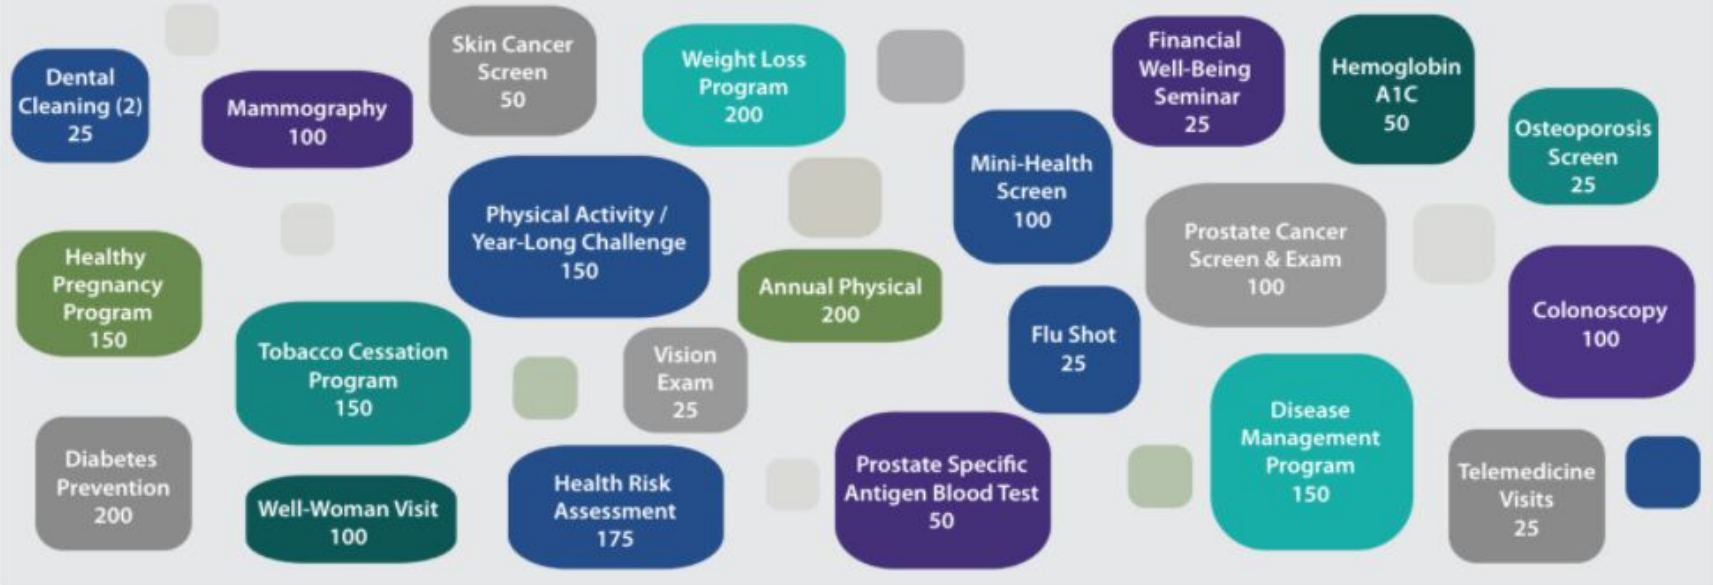 Dental
Cleaning (2)
25
Mammography
100
Skin Cancer
Screen
50
Weight Loss
Program
200
Financial
Well-Being
Seminar
25
Hemoglobin
A1C
50
Osteoporosis
Screen
25
Mini-Health
Screen
100
Physical Activity /
Year-Long Challenge
150
Prostate Cancer
Screen & Exam
100
Healthy
Pregnancy
Program
150
Annual Physical
200
Colonoscopy
100
Flu Shot
25
Tobacco Cessation
Program
150
Vision
Exam
25
Disease
Management
Program
150
Diabetes
Prevention
200
Well-Woman Visit
100
Health Risk
Assessment
175
Prostate Specific
Antigen Blood Test
50
Telemedicine
Visits
25